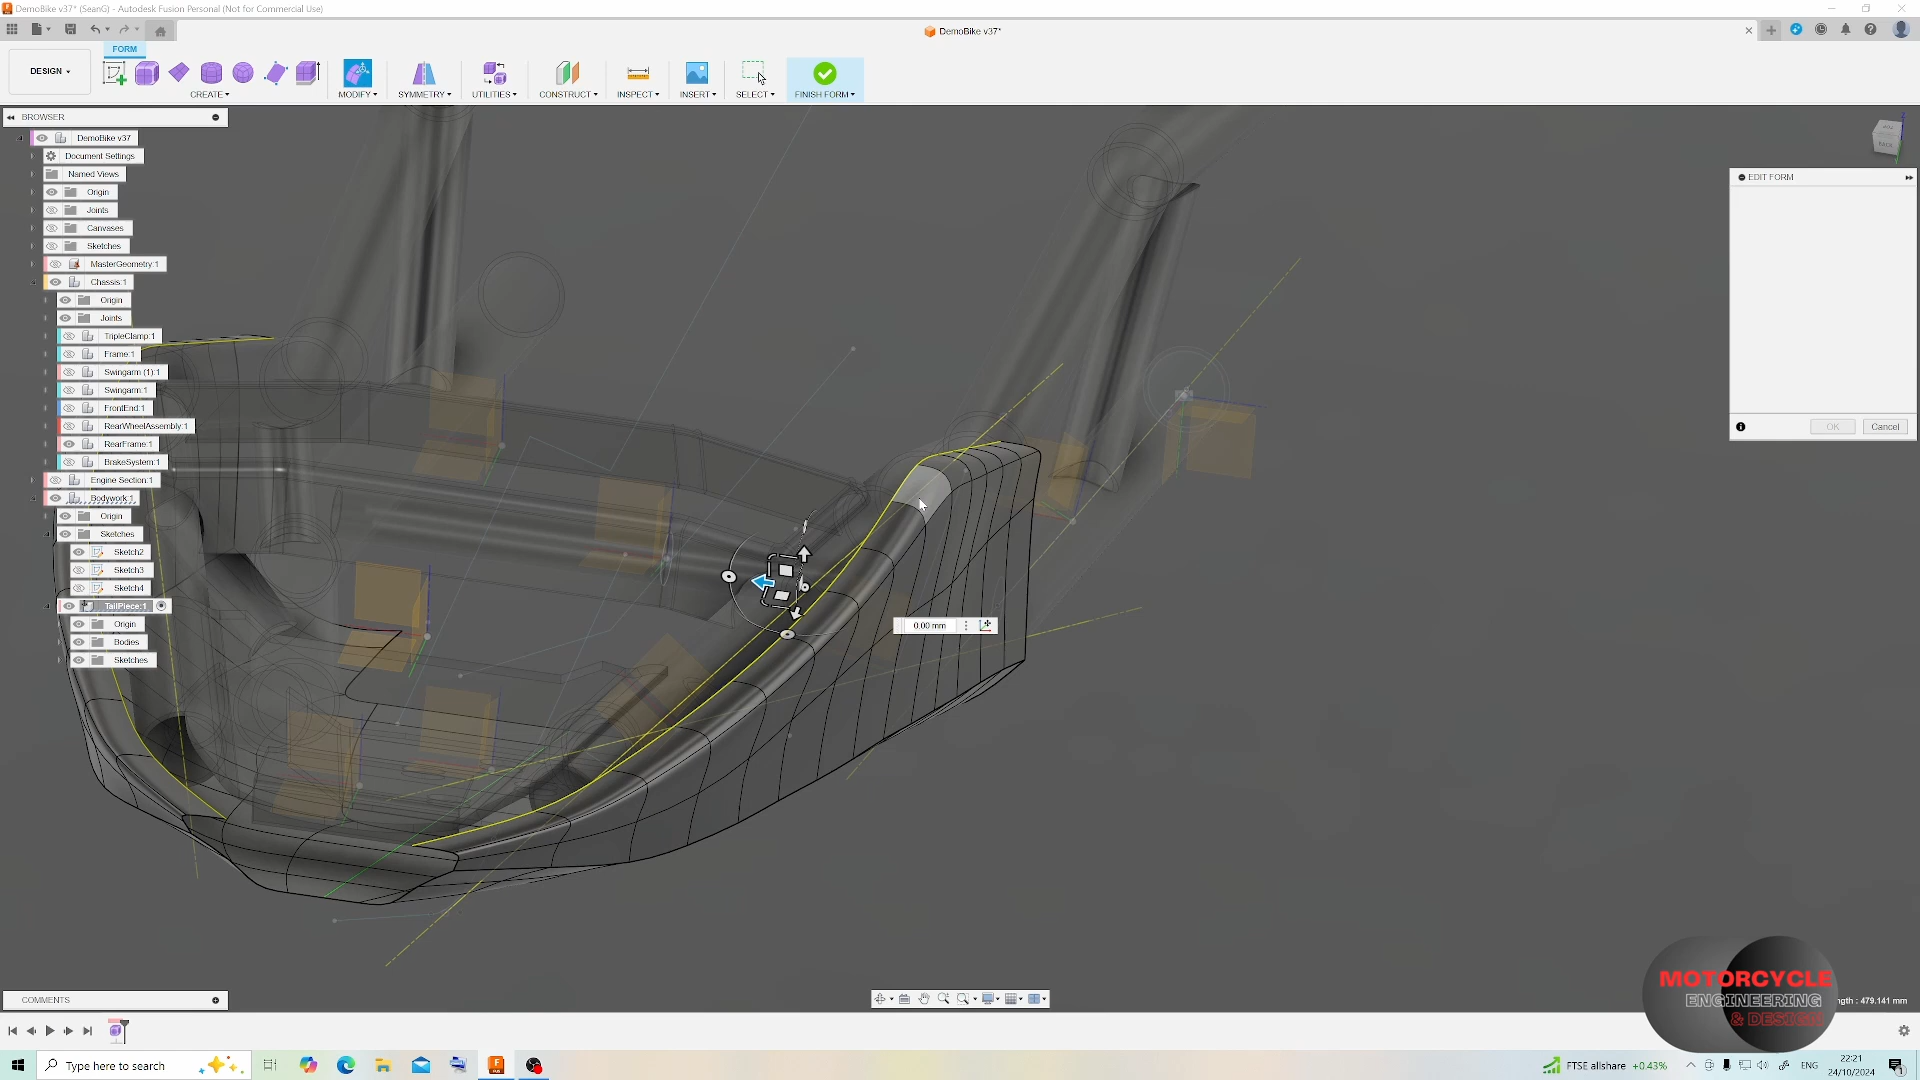 DemoBike v37* (SeanG) - Autodesk Fusion Personal (Not for Commercial Use)
DemoBike v37*
FORM
DESIGN
CREATE
MODIFY
SYMMETRY
UTILITIES
CONSTRUCT
INSPECT
INSERT
SELECT
FINISH FORM
BROWSER
DemoBike v37
Document Settings
Named Views
Origin
Joints
Canvases
Sketches
MasterGeometry:1
Chassis:1
Origin
Joints
TripleClamp:1
Frame:1
Swingarm (1):1
Swingarm:1
FrontEnd:1
RearWheelAssembly:1
RearFrame:1
BrakeSystem:1
Engine Section:1
Bodywork:1
Origin
Sketches
Sketch2
Sketch3
Sketch4
TailPiece:1
Origin
Bodies
Sketches
BACK
EDIT FORM
OK
Cancel
0.00 mm
COMMENTS
MOTORCYCLE
ENGINEERING
& DESIGN
ngth : 479.141 mm
Type here to search
FTSE allshare +0.43%
ENG
22:21
24/10/2024